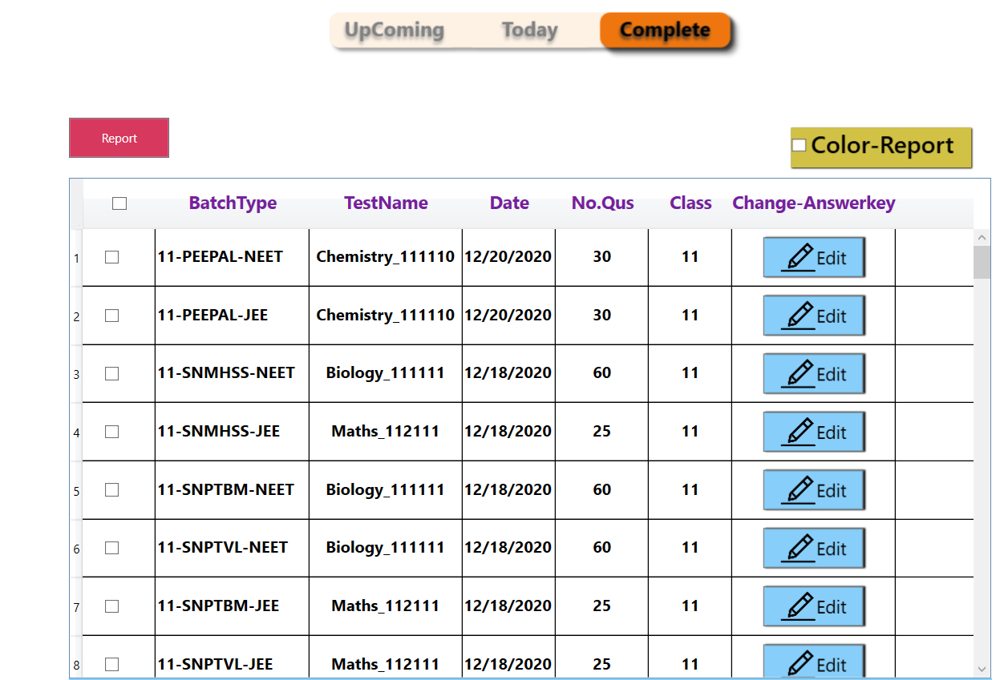 UpComing Today Complete
Report
Color-Report
BatchType TestName Date No.Qus Class Change-Answerkey
1 11-PEEPAL-NEET Chemistry_111110 12/20/2020 30 11 Edit
2 11-PEEPAL-JEE Chemistry_111110 12/20/2020 30 11 Edit
3 11-SNMHSS-NEET Biology_111111 12/18/2020 60 11 Edit
4 11-SNMHSS-JEE Maths_112111 12/18/2020 25 11 Edit
5 11-SNPTBM-NEET Biology_111111 12/18/2020 60 11 Edit
6 11-SNPTVL-NEET Biology_111111 12/18/2020 60 11 Edit
7 11-SNPTBM-JEE Maths_112111 12/18/2020 25 11 Edit
8 11-SNPTVL-JEE Maths_112111 12/18/2020 25 11 Edit